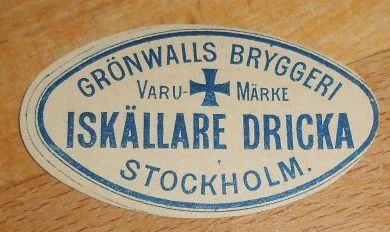 GRÖNWALLS BRYGGERI
VARU- MÄRKE
ISKÄLLARE DRICKA
STOCKHOLM.